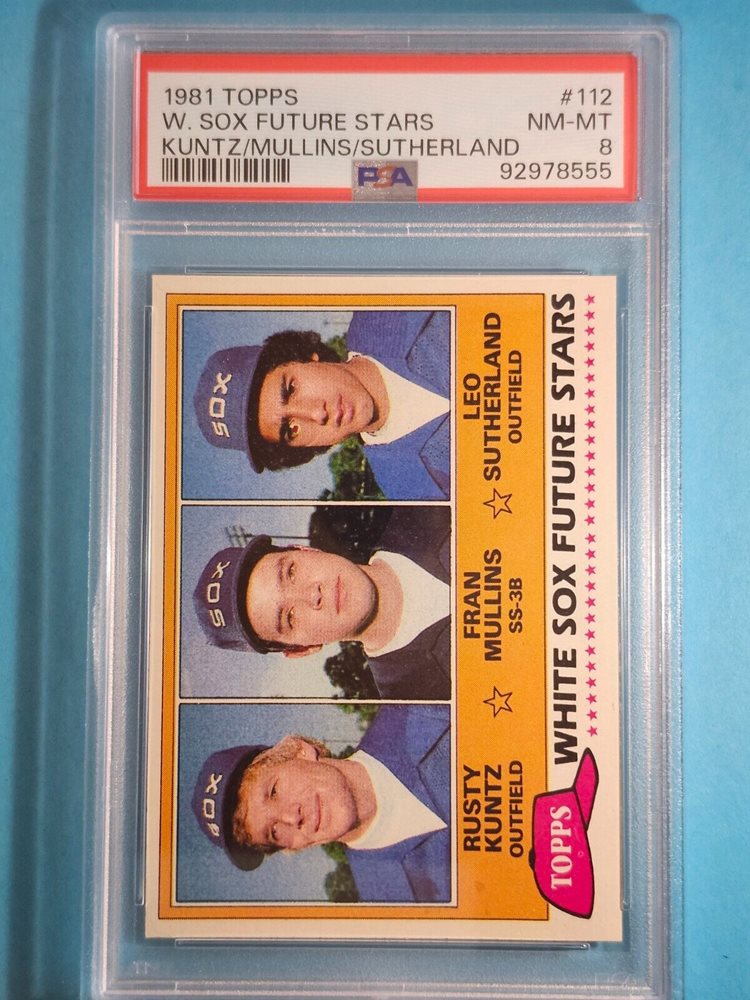 1981 TOPPS #112
W. SOX FUTURE STARS NM-MT
KUNTZ/MULLINS/SUTHERLAND 8
PSA 92978555
SOX
SOX
SOX
RUSTY
KUNTZ
OUTFIELD
FRAN
MULLINS
SS-3B
LEO
SUTHERLAND
OUTFIELD
TOPPS
WHITE SOX FUTURE STARS